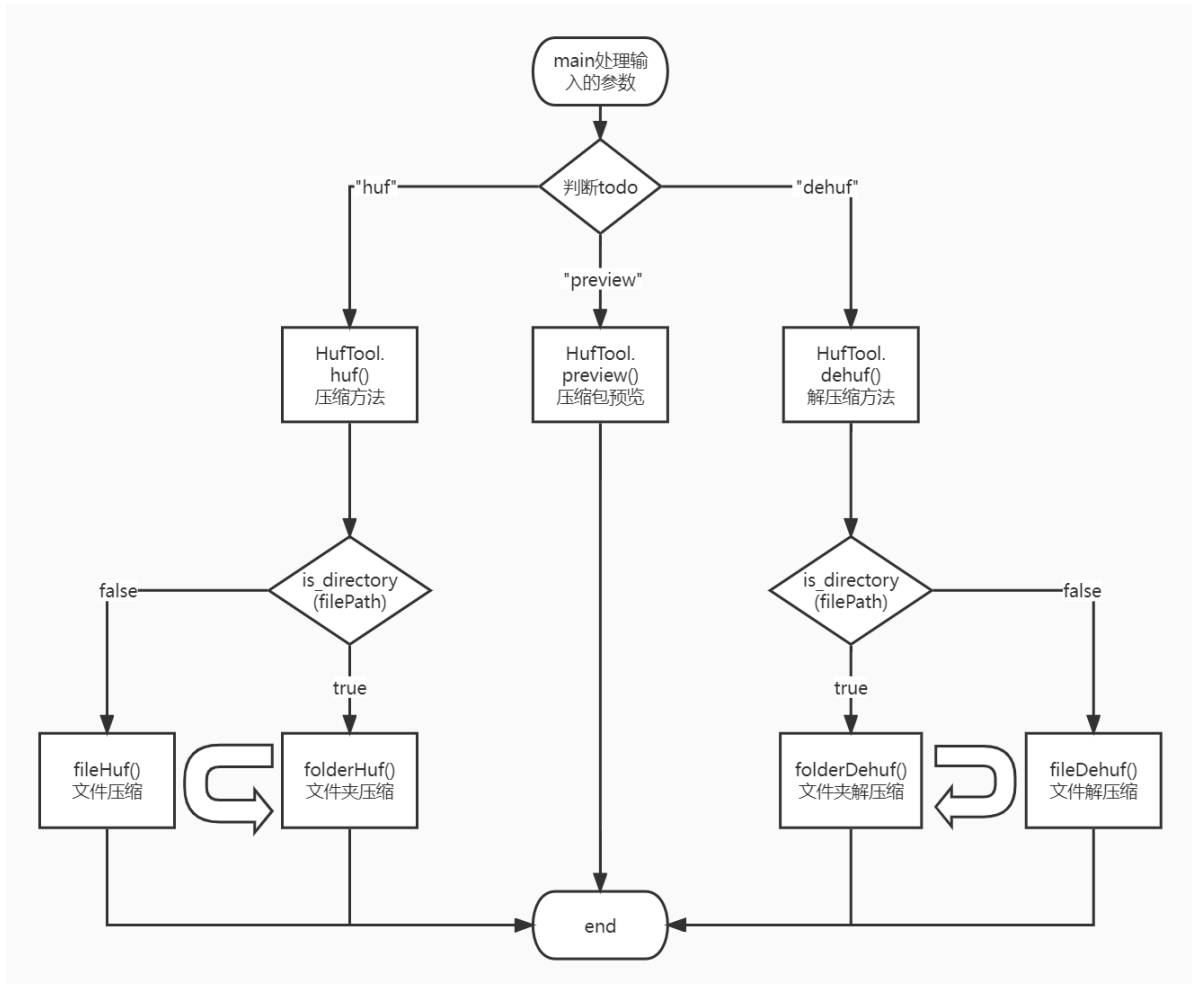 main处理输
入的参数
判断todo
"huf"
"dehuf"
"preview"
HufTool.
huf()
压缩方法
HufTool.
preview()
压缩包预览
HufTool.
dehuf()
解压缩方法
is_directory
(filePath)
is_directory
(filePath)
false
false
true
true
fileHuf()
文件压缩
folderHuf()
文件夹压缩
folderDehuf()
文件夹解压缩
fileDehuf()
文件解压缩
end